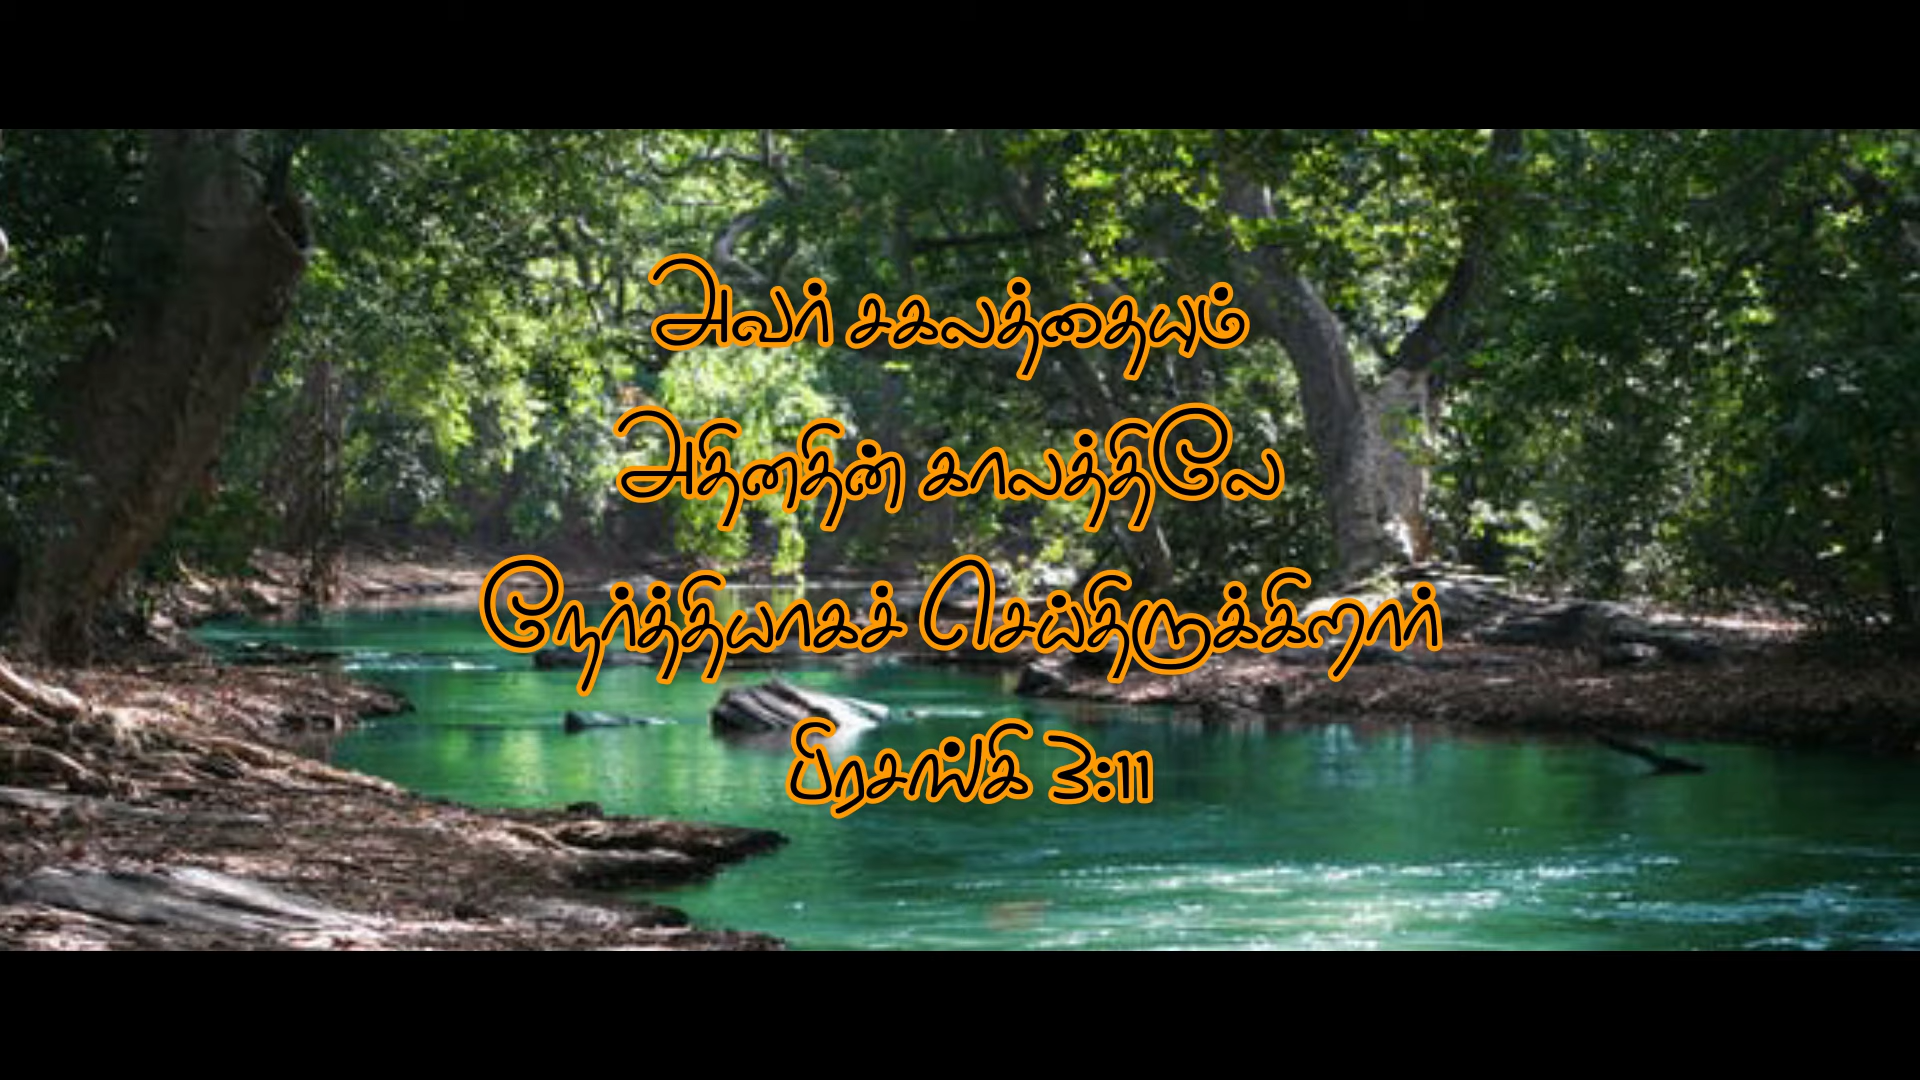 அவர் சகலத்தையும்
அதினதின் காலத்திலே
நேர்த்தியாகச் செய்திருக்கிறார்
பிரசங்கி 3:11